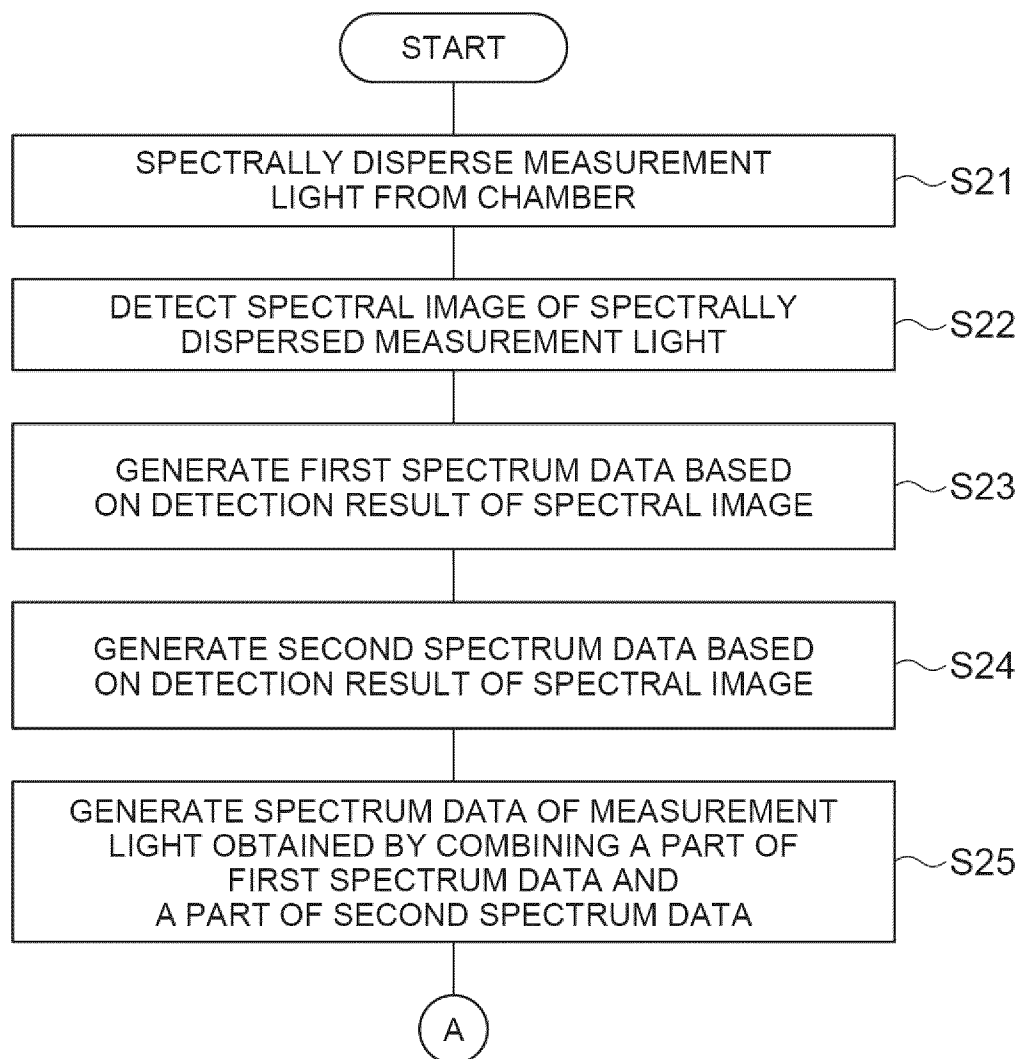 START
SPECTRALLY DISPERSE MEASUREMENT
LIGHT FROM CHAMBER
S21
DETECT SPECTRAL IMAGE OF SPECTRALLY
DISPERSED MEASUREMENT LIGHT
S22
GENERATE FIRST SPECTRUM DATA BASED
ON DETECTION RESULT OF SPECTRAL IMAGE
S23
GENERATE SECOND SPECTRUM DATA BASED
ON DETECTION RESULT OF SPECTRAL IMAGE
S24
GENERATE SPECTRUM DATA OF MEASUREMENT
LIGHT OBTAINED BY COMBINING A PART OF
FIRST SPECTRUM DATA AND
A PART OF SECOND SPECTRUM DATA
S25
A